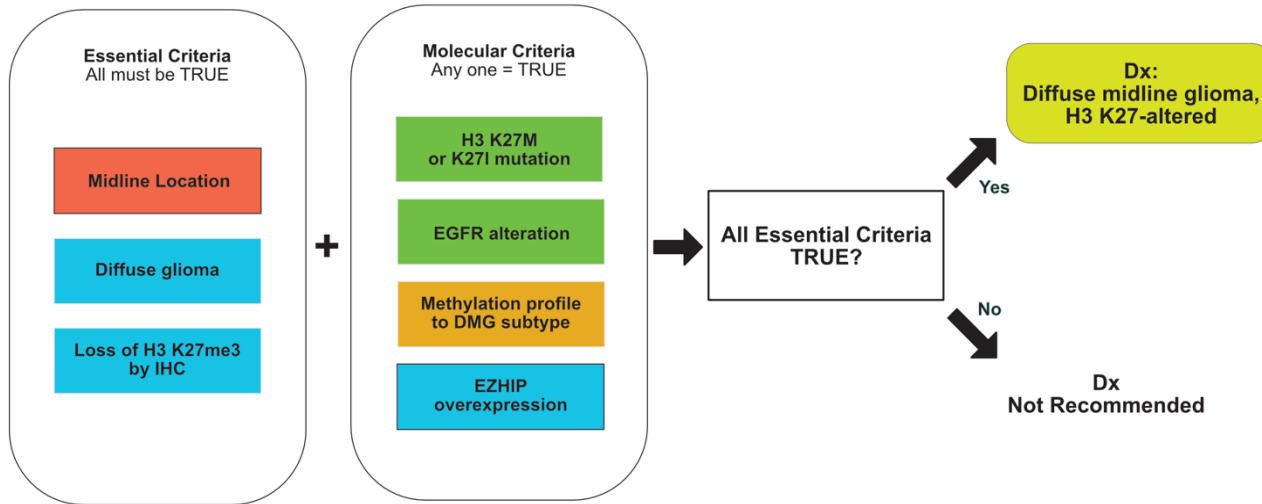 Essential Criteria
All must be TRUE
Midline Location
Diffuse glioma
Loss of H3 K27me3
by IHC
+
Molecular Criteria
Any one = TRUE
H3 K27M
or K27I mutation
EGFR alteration
Methylation profile
to DMG subtype
EZHIP
overexpression
All Essential Criteria
TRUE?
Yes
Dx:
Diffuse midline glioma,
H3 K27-altered
No
Dx
Not Recommended